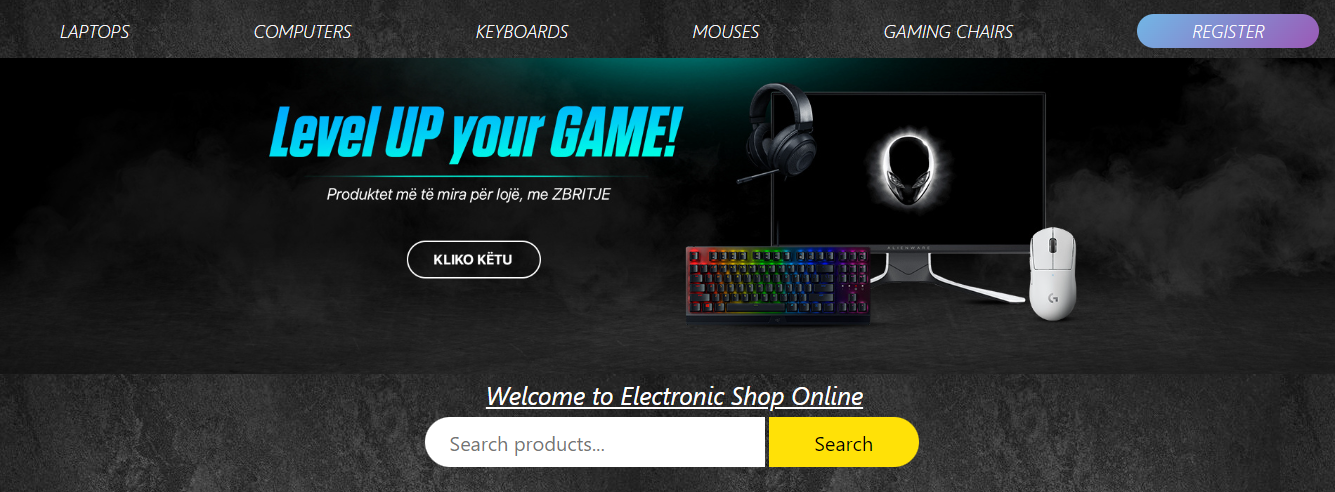 LAPTOPS COMPUTERS KEYBOARDS MOUSES GAMING CHAIRS REGISTER
Level UP your GAME!
Produktet më të mira për lojë, me ZBRITJE
KLIKO KËTU
ALIENWARE
G
Welcome to Electronic Shop Online
Search products... Search